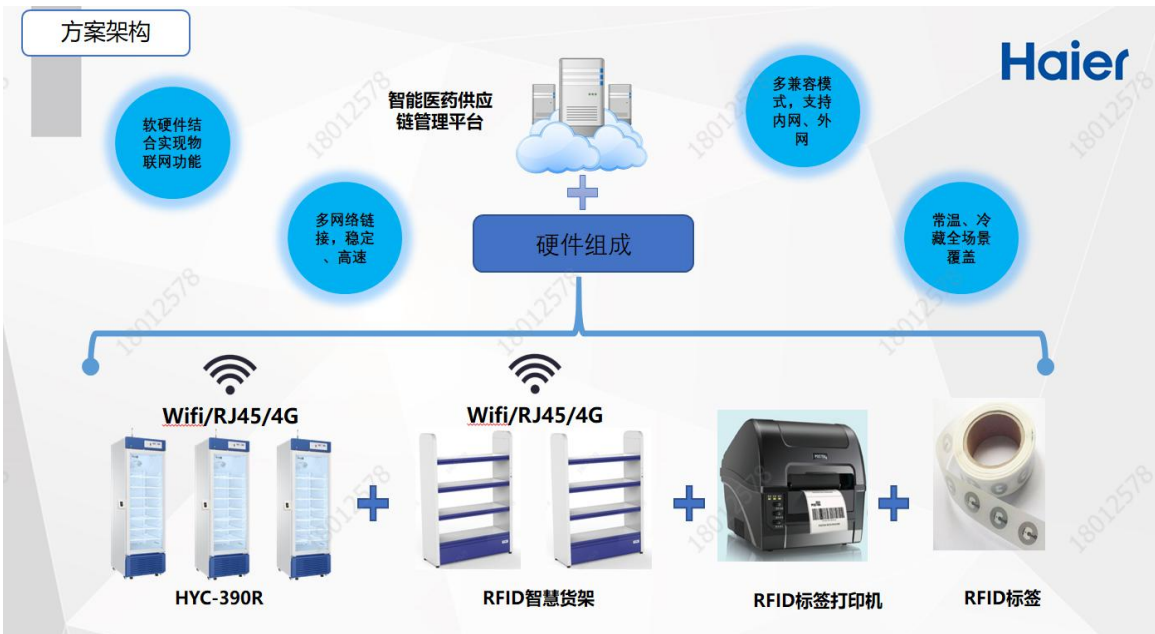 方案架构
Haier
智能医药供应
链管理平台
多兼容模
式，支持
内网、外
网
软硬件结
合实现物
联网功能
多网络链
接，稳定
、高速
硬件组成
常温、冷
藏全场景
覆盖
Wifi/RJ45/4G
Wifi/RJ45/4G
HYC-390R
RFID智慧货架
RFID标签打印机
RFID标签
18012578
18012578
18012578
18012578
18012578
18012578
18012578
18012578
18012578